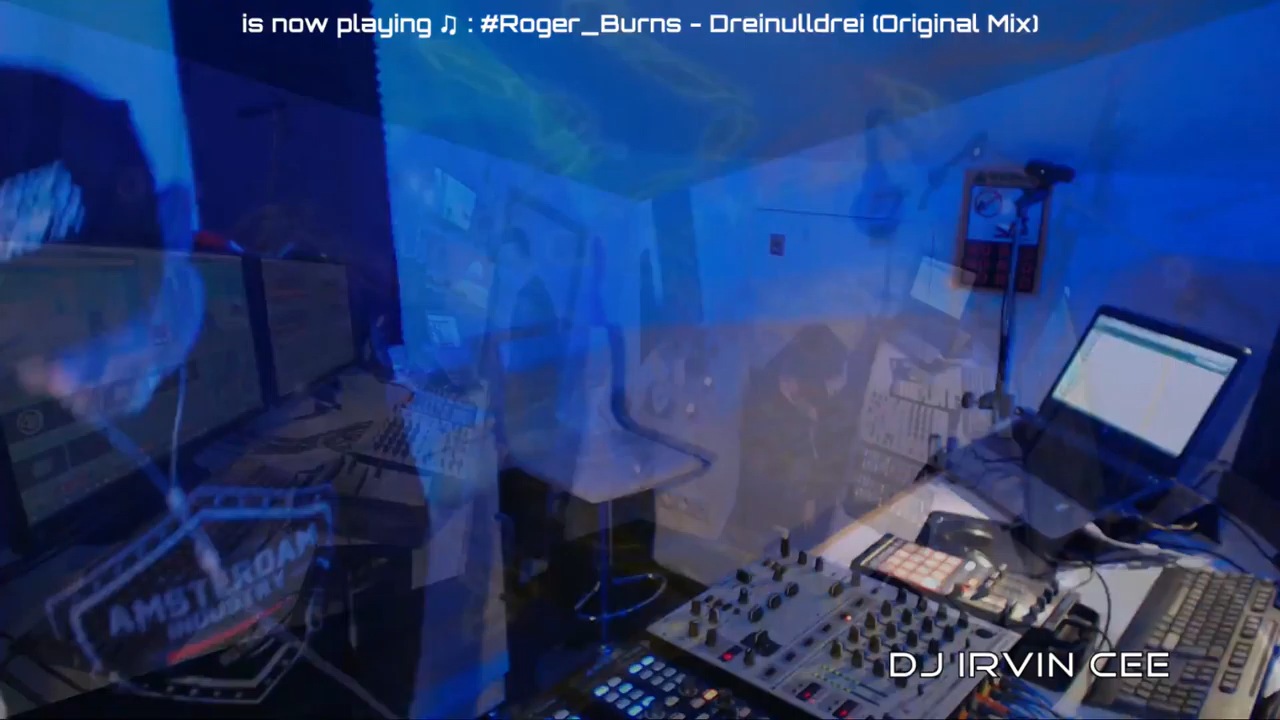 is now playing ♫ : #Roger_Burns - Dreinulldrei (Original Mix)
AMSTERDAM
INDUSTRY
DJ IRVIN CEE